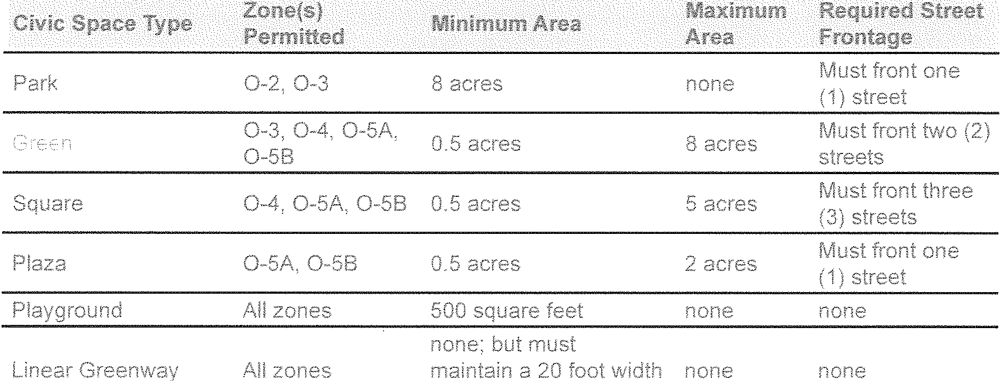 Civic Space Type Zone(s) Permitted Minimum Area Maximum Area Required Street Frontage
Park O-2, O-3 8 acres none Must front one (1) street
Green O-3, O-4, O-5A, O-5B 0.5 acres 8 acres Must front two (2) streets
Square O-4, O-5A, O-5B 0.5 acres 5 acres Must front three (3) streets
Plaza O-5A, O-5B 0.5 acres 2 acres Must front one (1) street
Playground All zones 500 square feet none none
Linear Greenway All zones none; but must maintain a 20 foot width none none